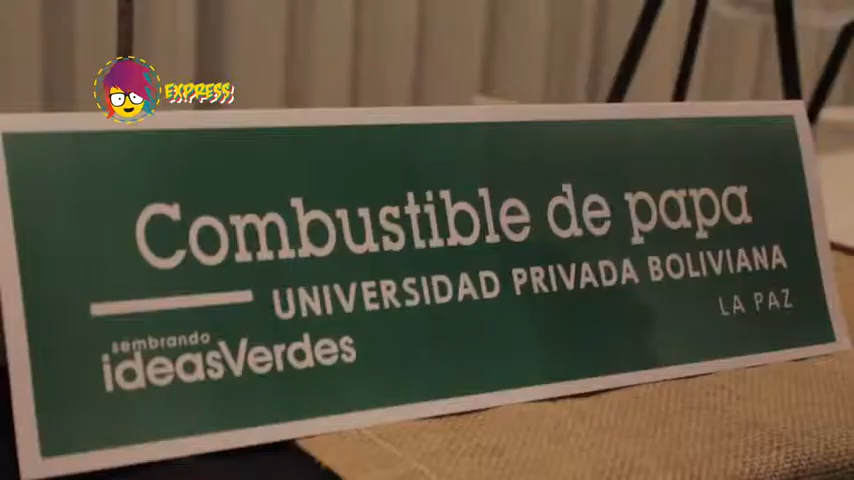 EXPRESS
Combustible de papa
UNIVERSIDAD PRIVADA BOLIVIANA
LA PAZ
sembrando
ideasVerdes